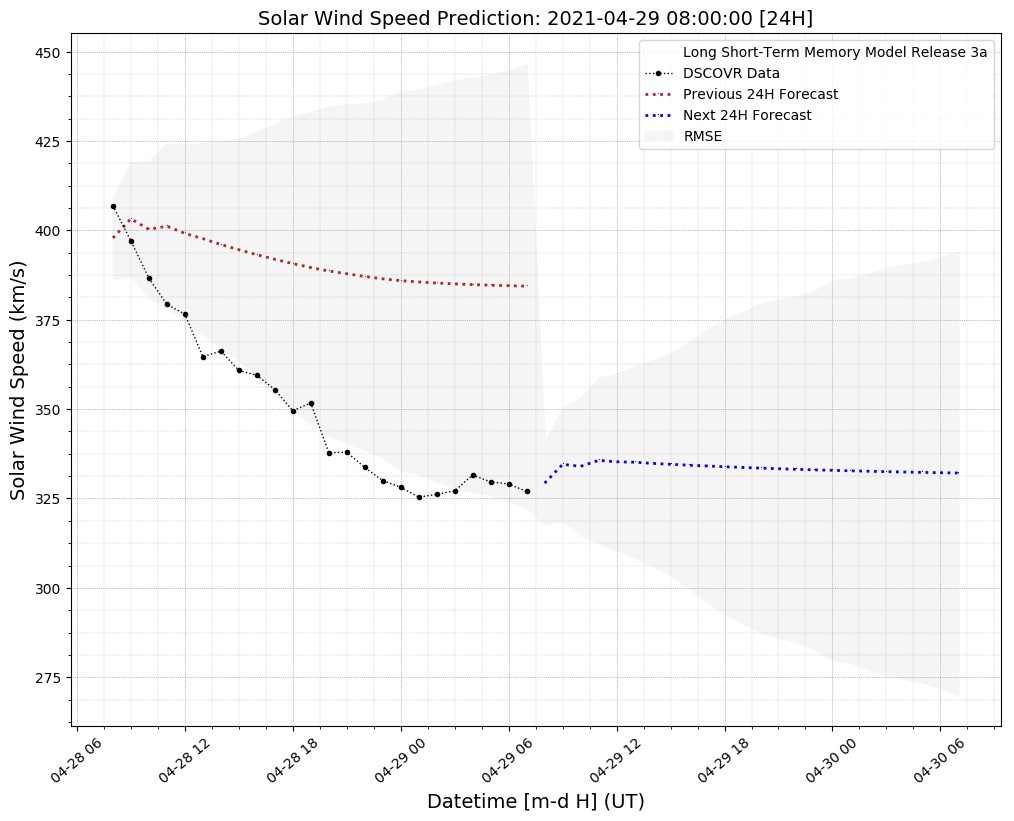 Solar Wind Speed Prediction: 2021-04-29 08:00:00 [24H]
Long Short-Term Memory Model Release 3a
DSCOVR Data
Previous 24H Forecast
Next 24H Forecast
RMSE
Solar Wind Speed (km/s)
450
425
400
375
350
325
300
275
04-28 06
04-28 12
04-28 18
04-29 00
04-29 06
04-29 12
04-29 18
04-30 00
04-30 06
Datetime [m-d H] (UT)